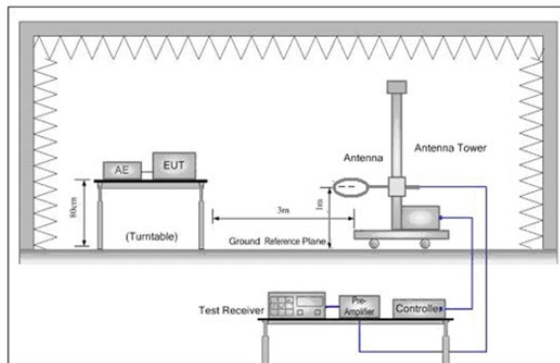 AE
EUT
Antenna
Antenna Tower
80cm
(Turntable)
3m
1m
Ground Reference Plane
Test Receiver
Pre-
Amplifier
Controller